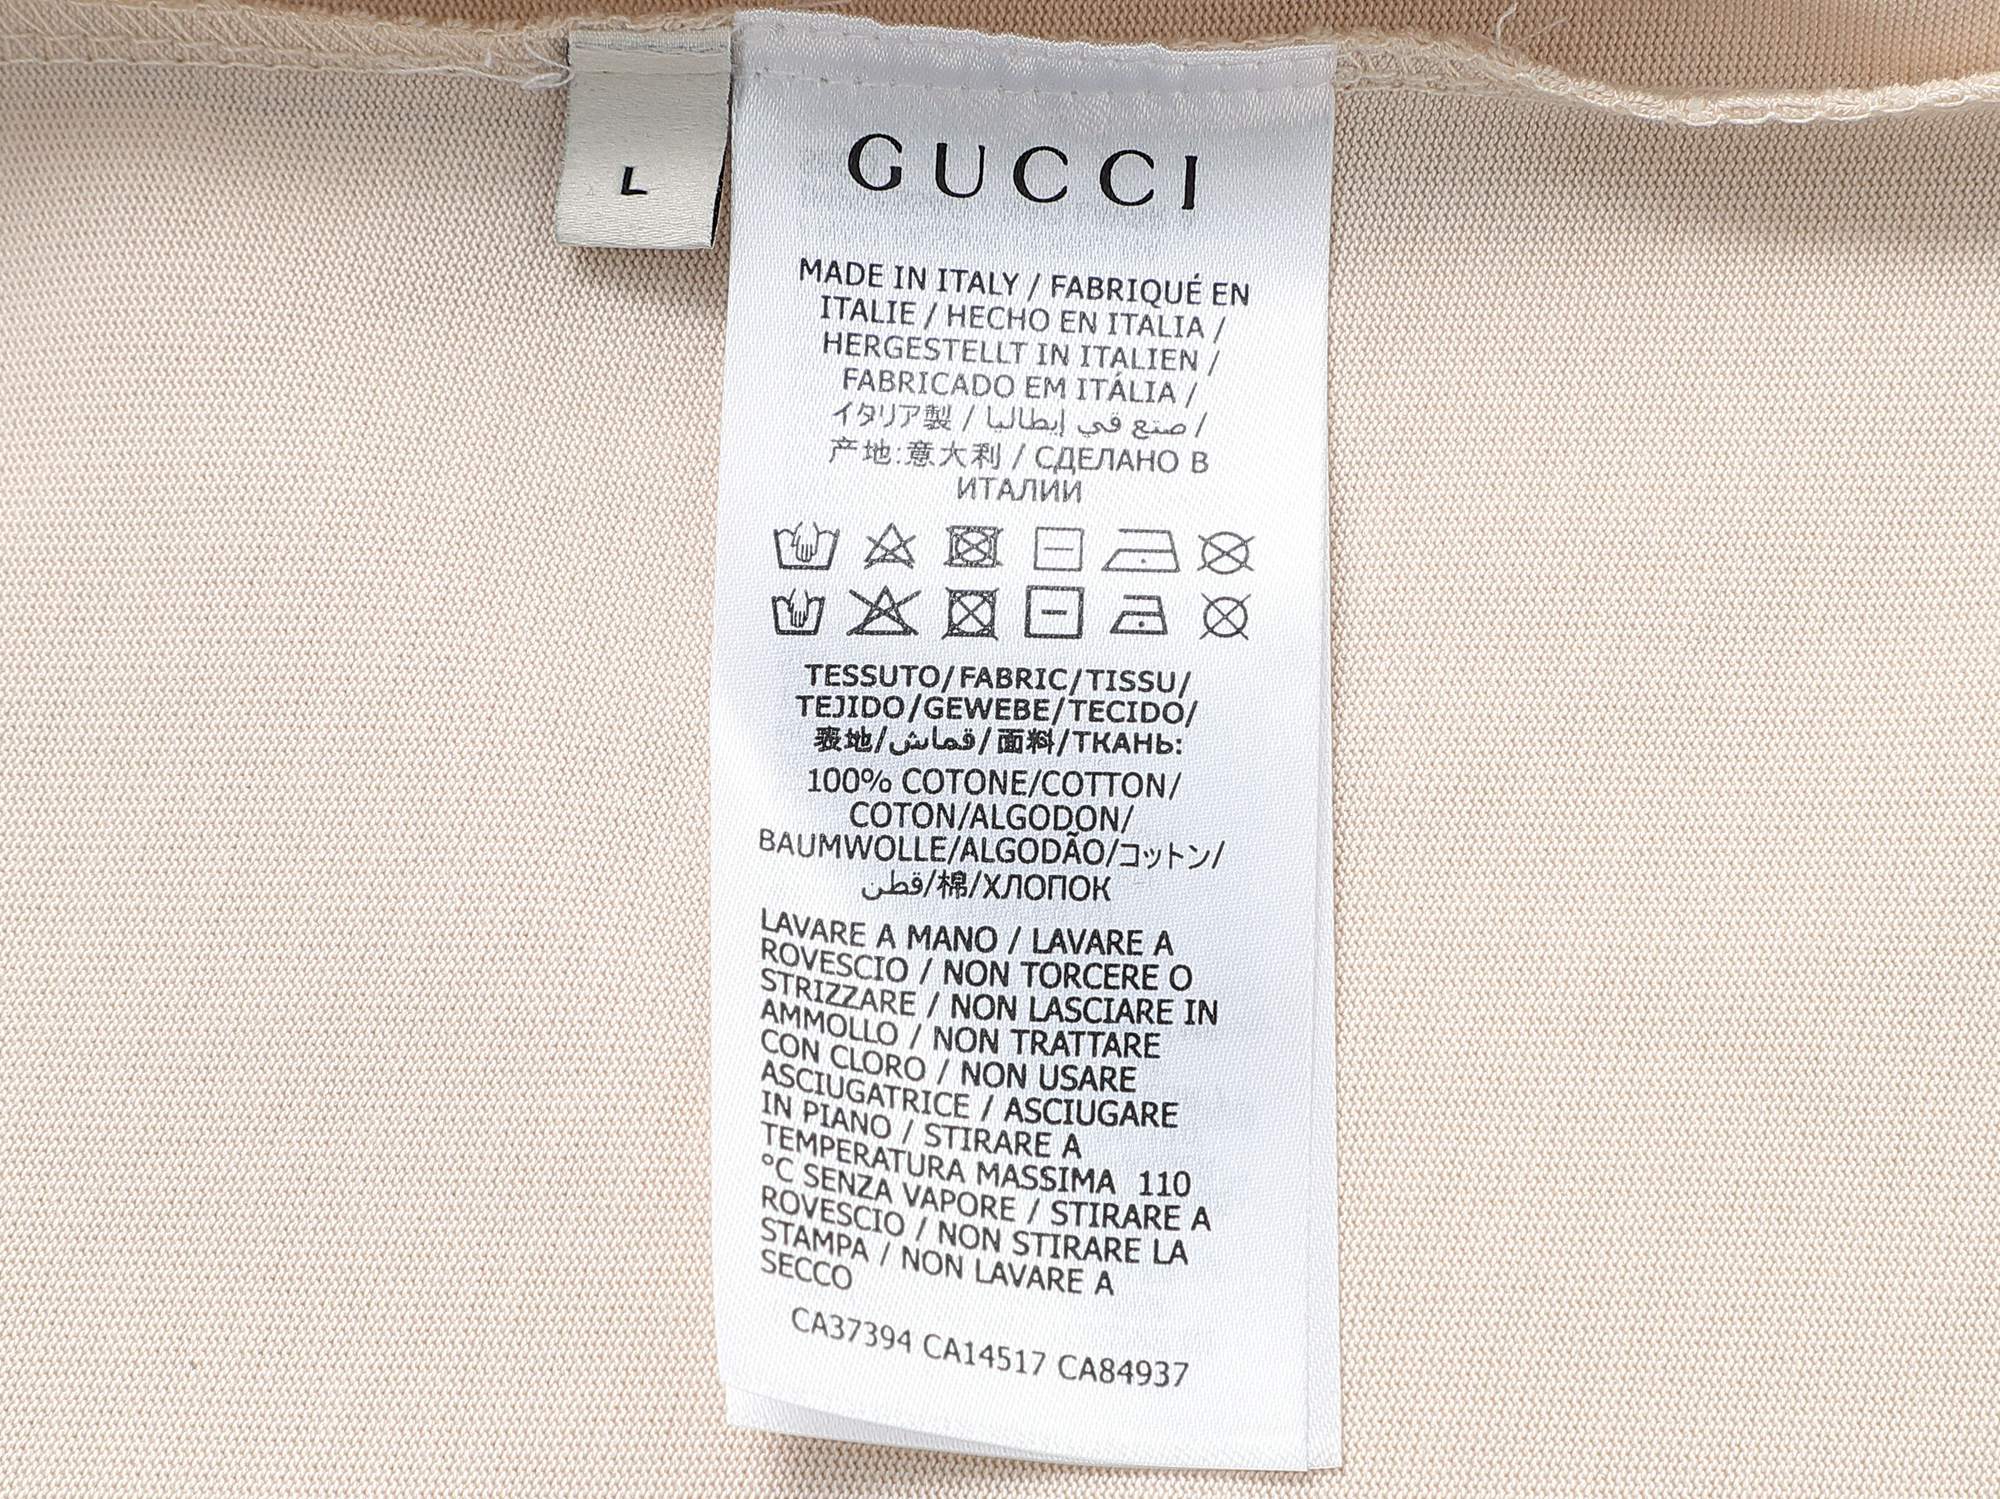 L
GUCCI
MADE IN ITALY / FABRIQUÉ EN
ITALIE / HECHO EN ITALIA /
HERGESTELLT IN ITALIEN /
FABRICADO EM ITÁLIA /
イタリア製 / صنع في إيطاليا /
产地:意大利 / СДЕЛАНО В
ИТАЛИИ
TESSUTO/FABRIC/TISSU/
TEJIDO/GEWEBE/TECIDO/
表地/قماش/面料/ТКАНЬ:
100% COTONE/COTTON/
COTON/ALGODON/
BAUMWOLLE/ALGODÃO/コットン/
قطن/棉/ХЛОПОК
LAVARE A MANO / LAVARE A
ROVESCIO / NON TORCERE O
STRIZZARE / NON LASCIARE IN
AMMOLLO / NON TRATTARE
CON CLORO / NON USARE
ASCIUGATRICE / ASCIUGARE
IN PIANO / STIRARE A
TEMPERATURA MASSIMA 110
°C SENZA VAPORE / STIRARE A
ROVESCIO / NON STIRARE LA
STAMPA / NON LAVARE A
SECCO
CA37394 CA14517 CA84937